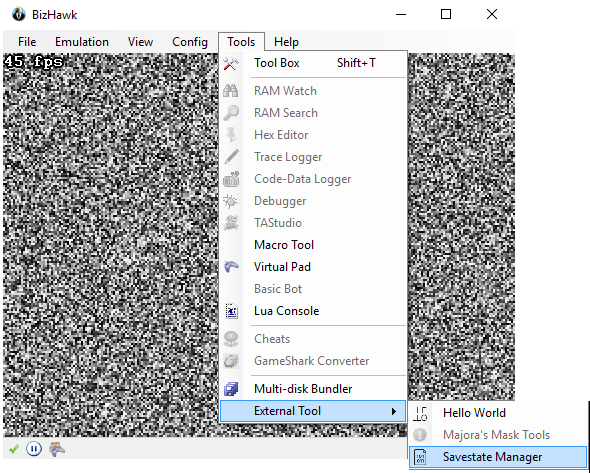 BizHawk
File Emulation View Config Tools Help
45 fps
Tool Box Shift+T
RAM Watch
RAM Search
Hex Editor
Trace Logger
Code-Data Logger
Debugger
TAStudio
Macro Tool
Virtual Pad
Basic Bot
Lua Console
Cheats
GameShark Converter
Multi-disk Bundler
External Tool
Hello World
Majora's Mask Tools
Savestate Manager